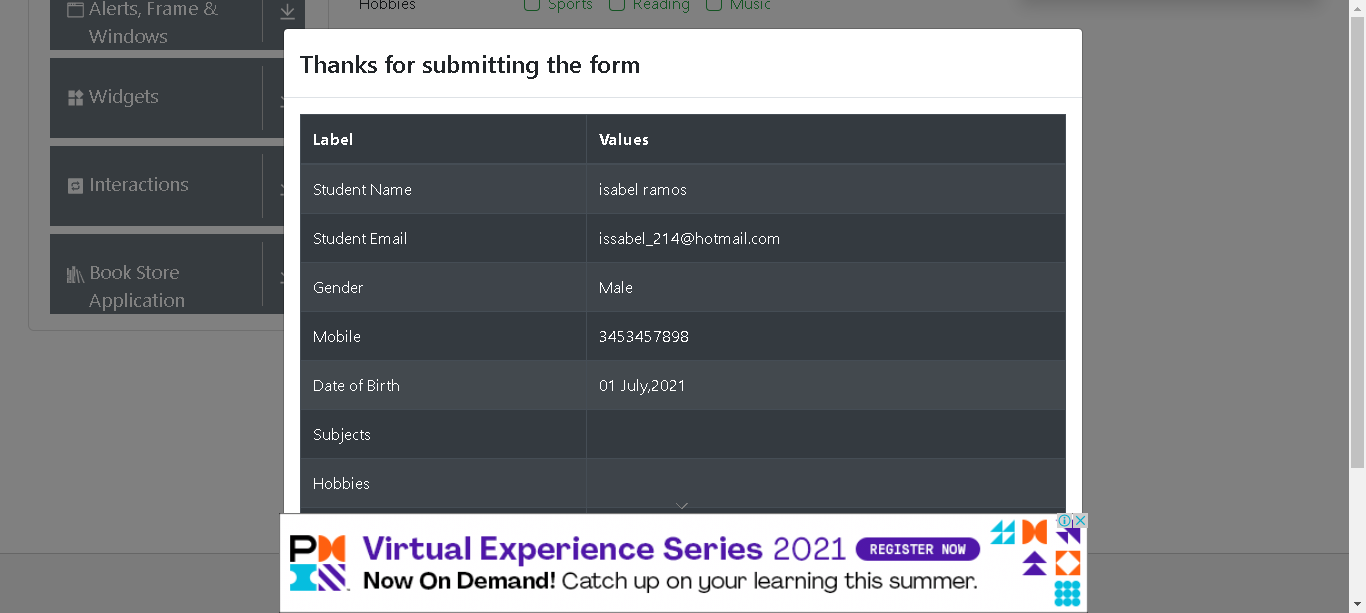 Hobbies
Sports Reading Music
Alerts, Frame &
Windows
Widgets
Interactions
Book Store
Application
Thanks for submitting the form
Label Values
Student Name isabel ramos
Student Email issabel_214@hotmail.com
Gender Male
Mobile 3453457898
Date of Birth 01 July,2021
Subjects
Hobbies
PMI
Virtual Experience Series 2021 REGISTER NOW
Now On Demand! Catch up on your learning this summer.